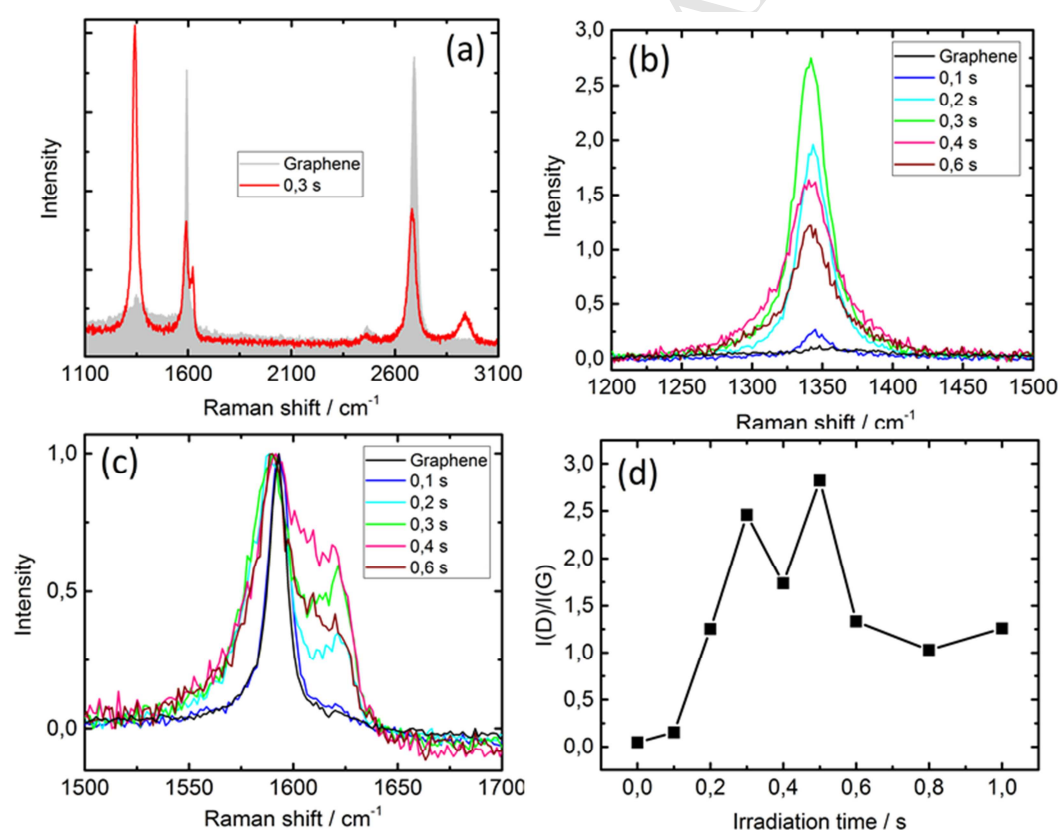 (a)
Intensity
Graphene
0,3 s
1100 1600 2100 2600 3100
Raman shift / cm-1
(b)
Intensity
3,0
2,5
2,0
1,5
1,0
0,5
0,0
Graphene
0,1 s
0,2 s
0,3 s
0,4 s
0,6 s
1200 1250 1300 1350 1400 1450 1500
Raman shift / cm-1
(c)
Intensity
1,0
0,5
0,0
Graphene
0,1 s
0,2 s
0,3 s
0,4 s
0,6 s
1500 1550 1600 1650 1700
Raman shift / cm-1
(d)
I(D)/I(G)
3,0
2,5
2,0
1,5
1,0
0,5
0,0
0,0 0,2 0,4 0,6 0,8 1,0
Irradiation time / s